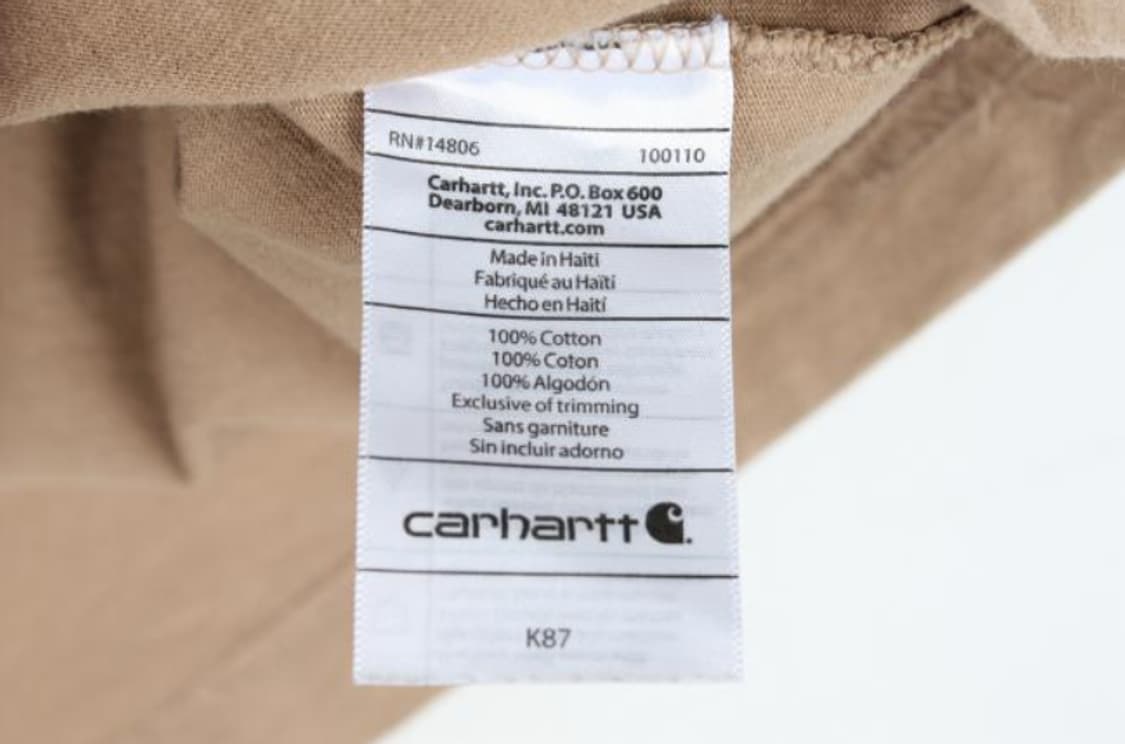 RN#14806 100110
Carhartt, Inc. P.O. Box 600
Dearborn, MI 48121 USA
carhartt.com
Made in Haiti
Fabriqué au Haïti
Hecho en Haití
100% Cotton
100% Coton
100% Algodón
Exclusive of trimming
Sans garniture
Sin incluir adorno
carhartt
K87